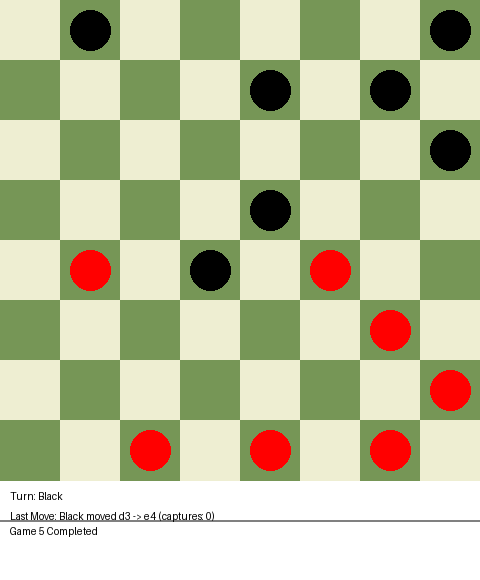 Turn: Black
Last Move: Black moved d3 -> e4 (captures: 0)
Game 5 Completed